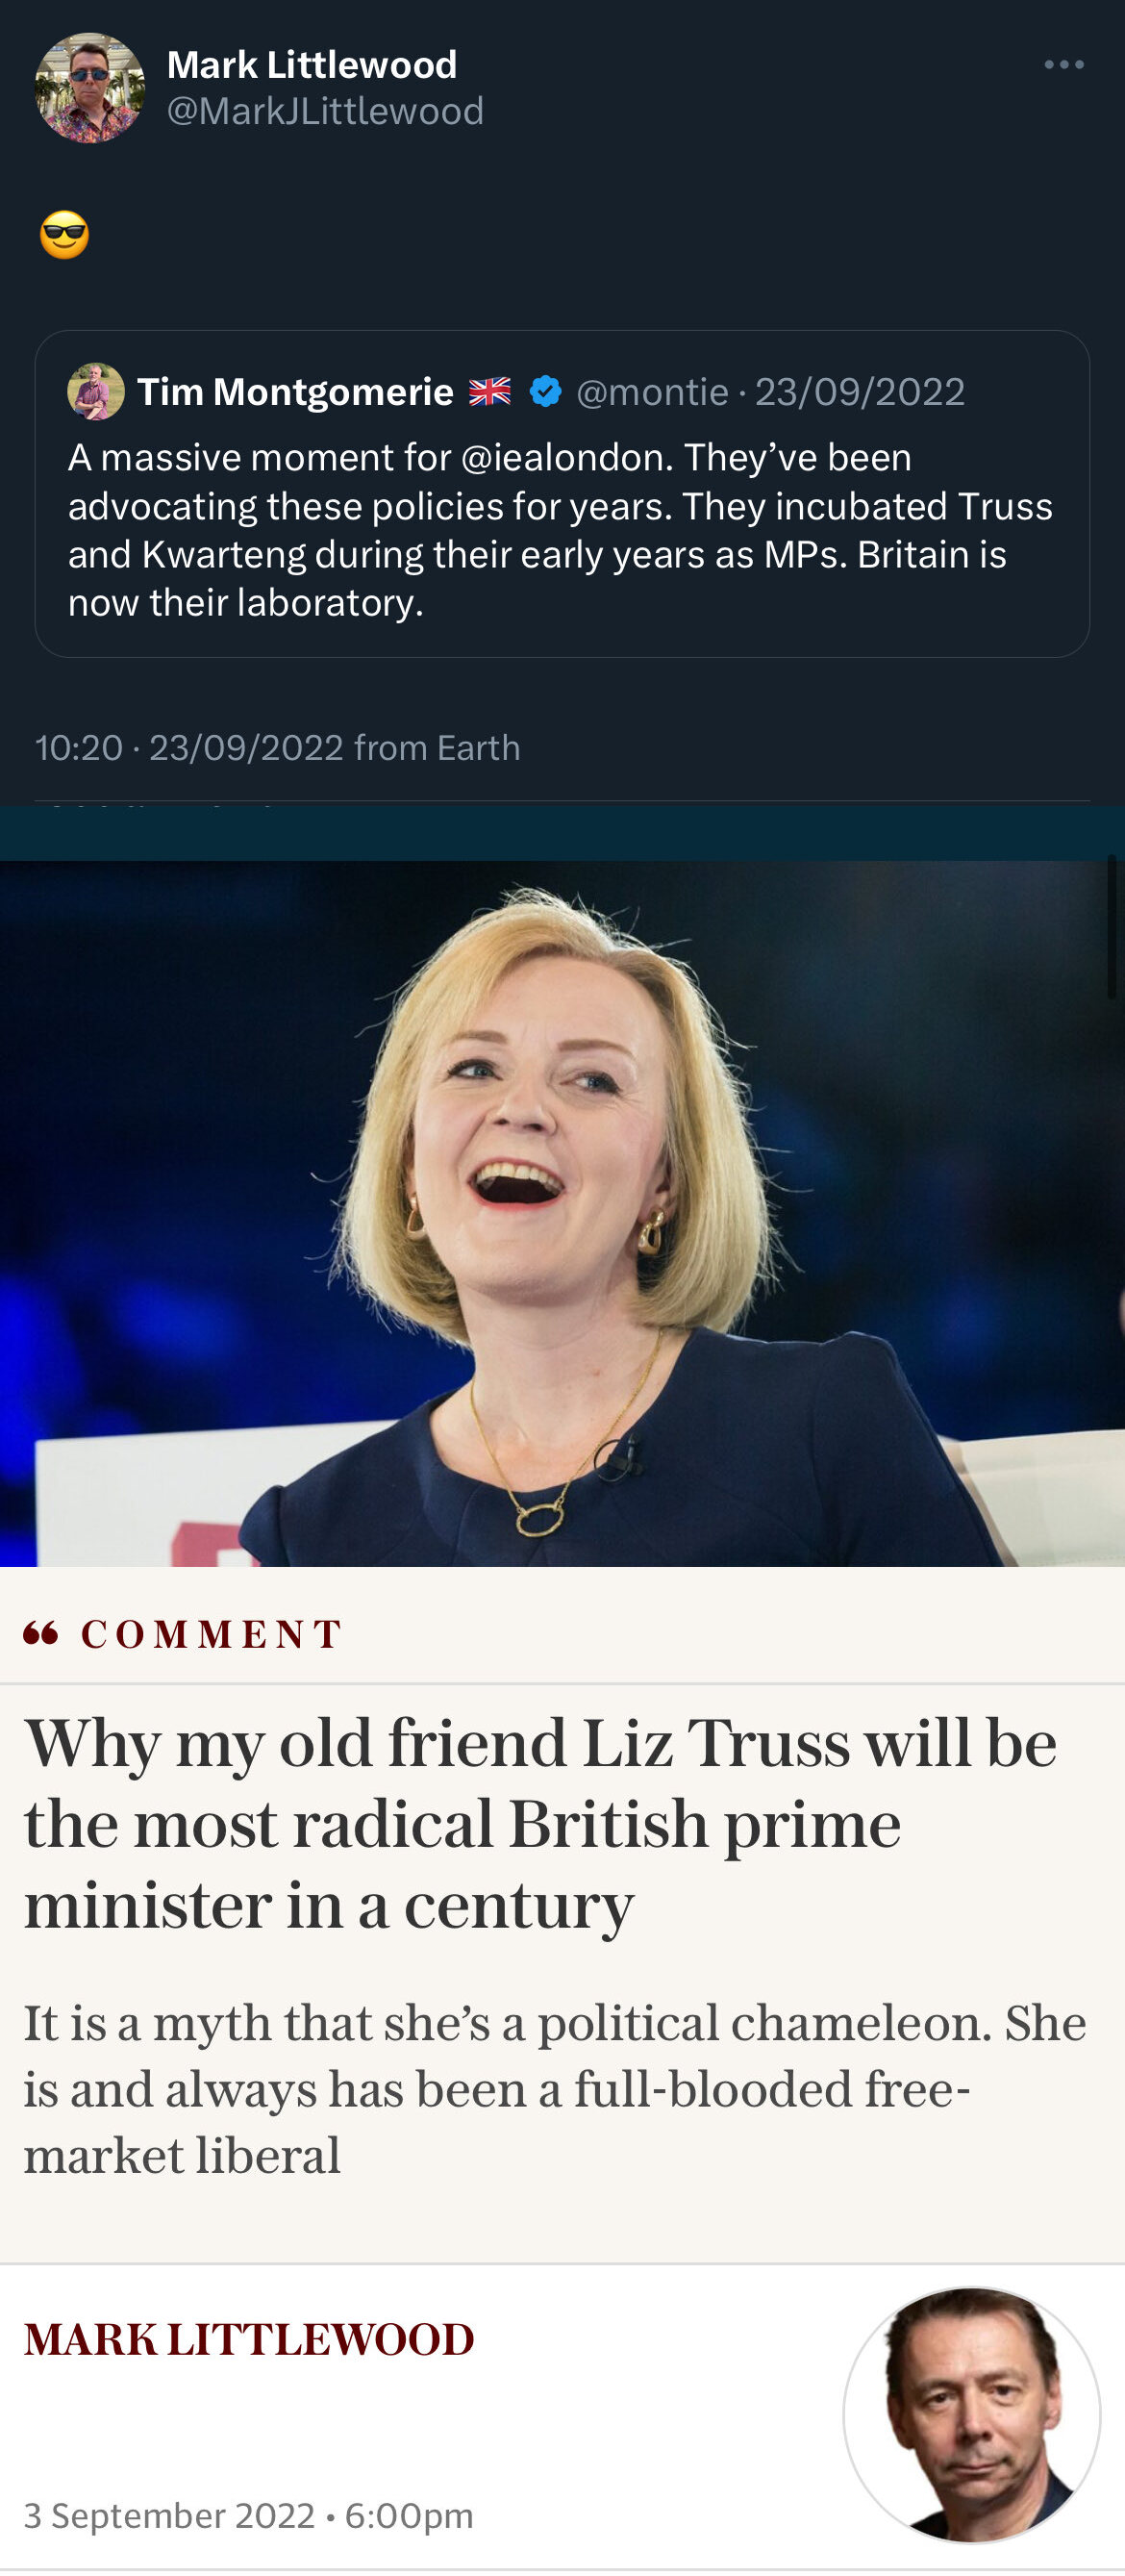 Mark Littlewood
@MarkJLittlewood
😎
Tim Montgomerie 🇬🇧 @montie · 23/09/2022
A massive moment for @iealondon. They’ve been
advocating these policies for years. They incubated Truss
and Kwarteng during their early years as MPs. Britain is
now their laboratory.
10:20 · 23/09/2022 from Earth
“ COMMENT
Why my old friend Liz Truss will be
the most radical British prime
minister in a century
It is a myth that she’s a political chameleon. She
is and always has been a full-blooded free-
market liberal
MARK LITTLEWOOD
3 September 2022 • 6:00pm